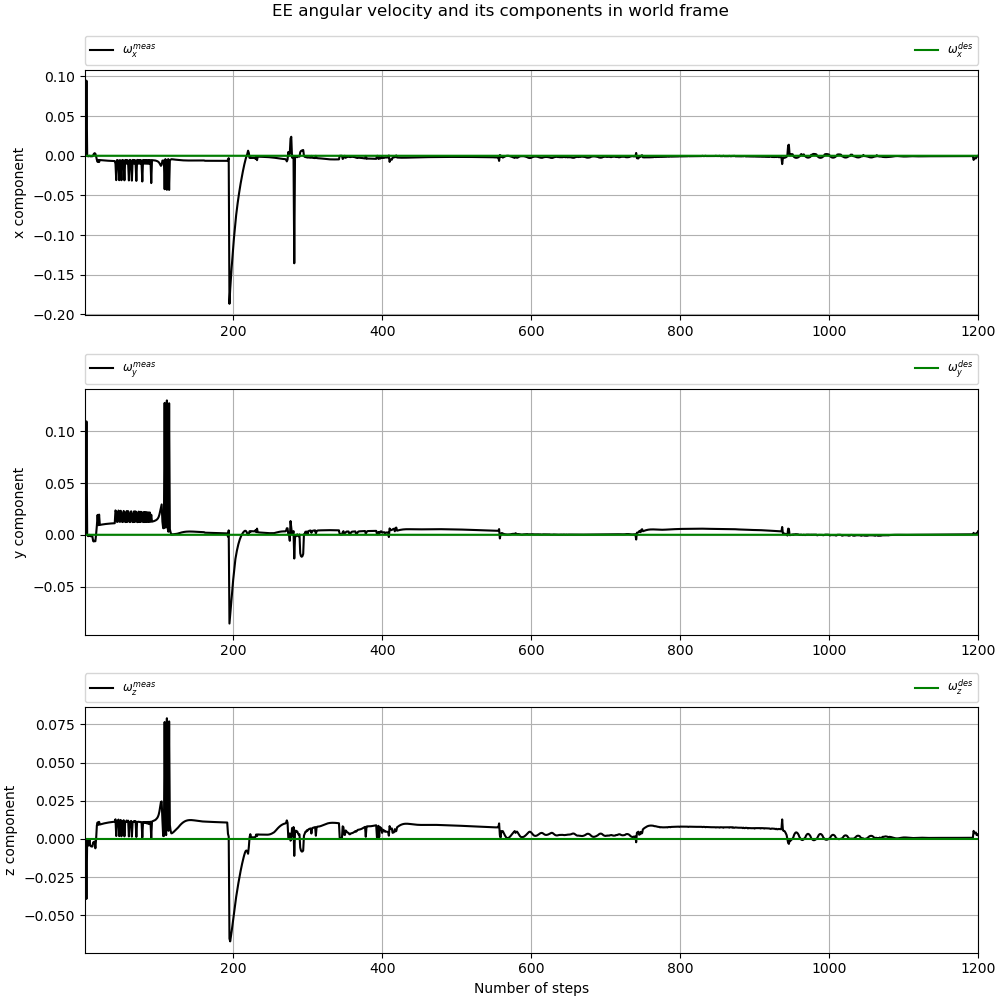 EE angular velocity and its components in world frame
ω_x^meas ω_x^des
0.10
0.05
0.00
−0.05
−0.10
−0.15
−0.20
x component
200 400 600 800 1000 1200
ω_y^meas ω_y^des
0.10
0.05
0.00
−0.05
y component
200 400 600 800 1000 1200
ω_z^meas ω_z^des
0.075
0.050
0.025
0.000
−0.025
−0.050
z component
200 400 600 800 1000 1200
Number of steps